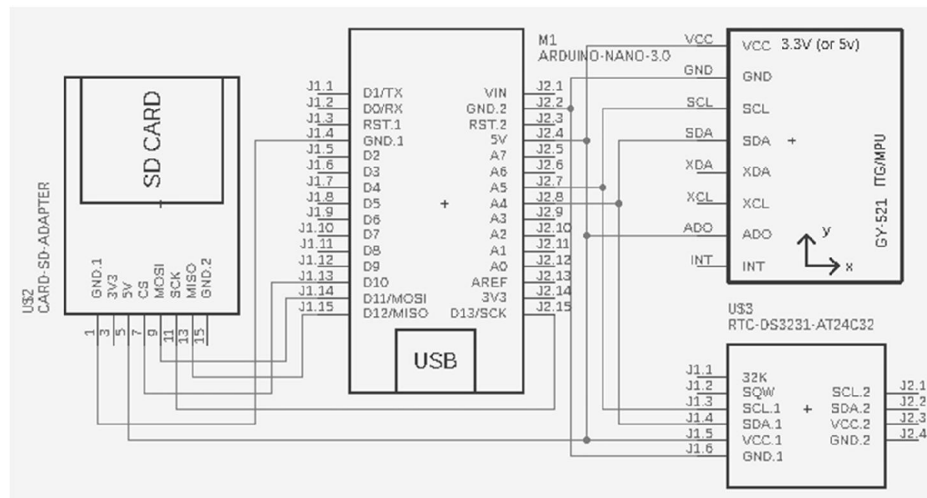 SD CARD
U$2
CARD-SD-ADAPTER
GND.1
3V3
5V
CS
MOSI
SCK
MISO
GND.2
1
3
5
7
9
11
13
15
M1
ARDUINO-NANO-3.0
J1.1 D1/TX VIN J2.1
J1.2 D0/RX GND.2 J2.2
J1.3 RST.1 RST.2 J2.3
J1.4 GND.1 5V J2.4
J1.5 D2 A7 J2.5
J1.6 D3 A6 J2.6
J1.7 D4 A5 J2.7
J1.8 D5 A4 J2.8
J1.9 D6 A3 J2.9
J1.10 D7 A2 J2.10
J1.11 D8 A1 J2.11
J1.12 D9 A0 J2.12
J1.13 D10 AREF J2.13
J1.14 D11/MOSI 3V3 J2.14
J1.15 D12/MISO D13/SCK J2.15
USB
VCC VCC 3.3V (or 5v)
GND GND
SCL SCL
SDA SDA
XDA XDA
XCL XCL
ADO ADO
INT INT
y
x
GY-521 ITG/MPU
U$3
RTC-DS3231-AT24C32
J1.1 32K
J1.2 SQW SCL.2 J2.1
J1.3 SCL.1 SDA.2 J2.2
J1.4 SDA.1 VCC.2 J2.3
J1.5 VCC.1 GND.2 J2.4
J1.6 GND.1